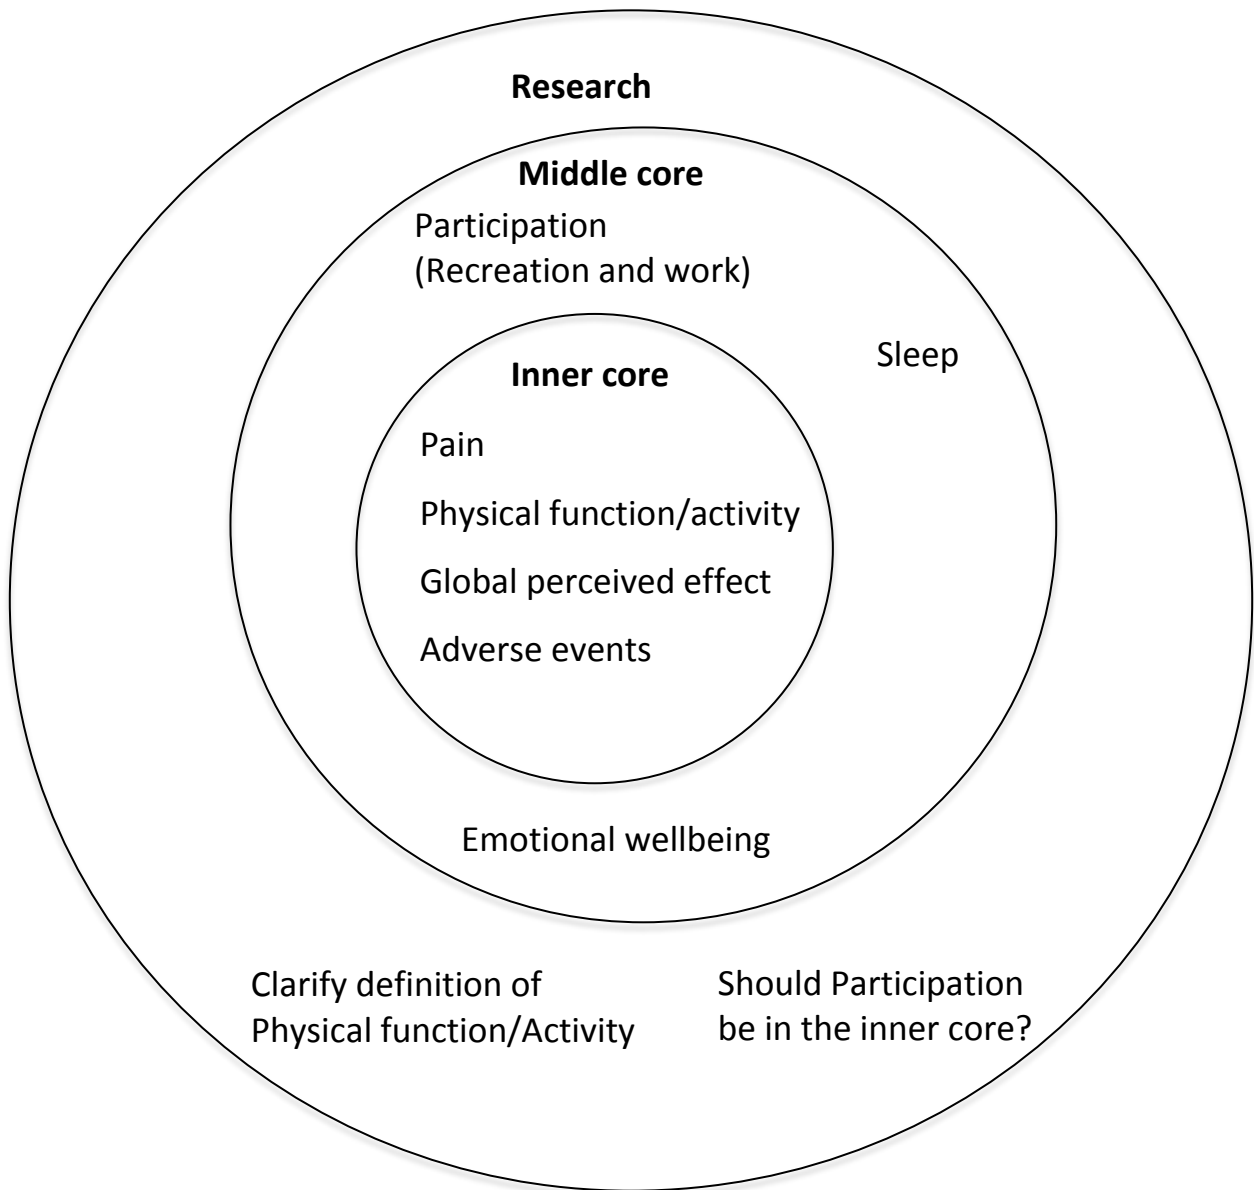 Research
Middle core
Participation
(Recreation and work)
Sleep
Inner core
Pain
Physical function/activity
Global perceived effect
Adverse events
Emotional wellbeing
Clarify definition of
Physical function/Activity
Should Participation
be in the inner core?